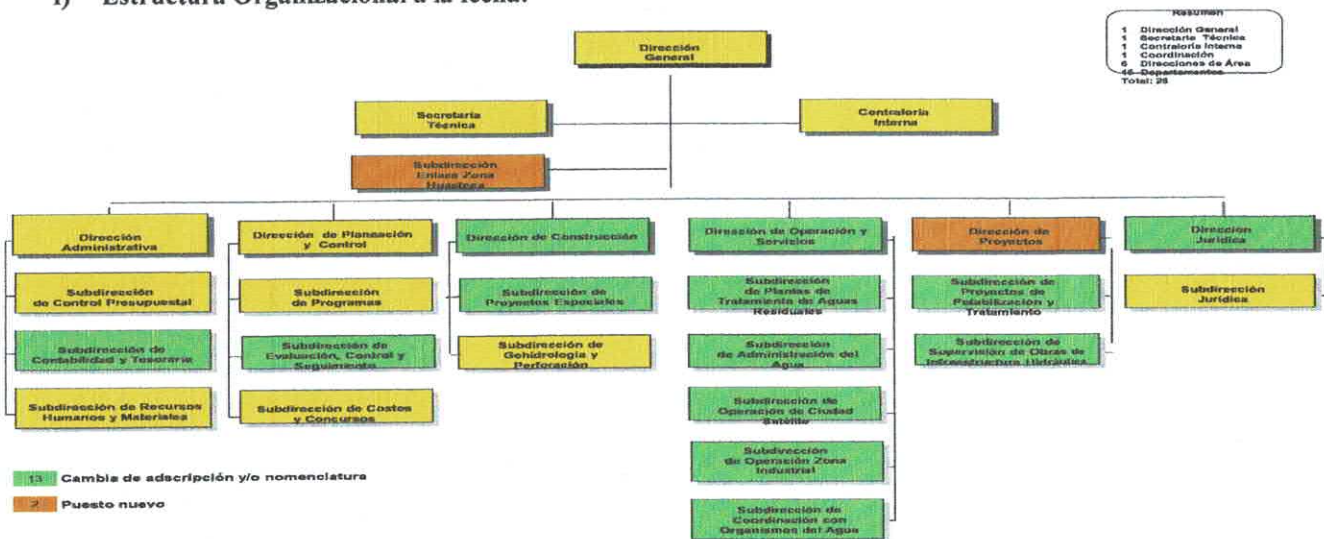 Estructura Organizacional a la fecha:
Resumen
1 Dirección General
1 Secretaria Técnica
1 Contraloría Interna
1 Coordinación
6 Direcciones de Área
Departamentos
Total: 26
Dirección
General
Secretaría
Técnica
Contraloría
Interna
Subdirección
Enlace Zona
Huasteca
Dirección
Administrativa
Subdirección
de Control Presupuestal
Subdirección de
Contabilidad y Tesorería
Subdirección de Recursos
Humanos y Materiales
Dirección de Planeación
y Control
Subdirección
de Programas
Subdirección de
Evaluación, Control y
Seguimiento
Subdirección de Costos
y Concursos
Dirección de Construcción
Subdirección de
Proyectos Especiales
Subdirección de
Gehidrología y
Perforación
Dirección de Operación y
Servicios
Subdirección
de Plantas de
Tratamiento de Aguas
Residuales
Subdirección
de Administración del
Agua
Subdirección de
Operación de Ciudad
Satélite
Subdirección
de Operación Zona
Industrial
Subdirección de
Coordinación con
Organismos del Agua
Dirección de
Proyectos
Subdirección de
Proyectos de
Potabilización y
Tratamiento
Subdirección de
Supervisión de Obras de
Infraestructura Hidráulica
Dirección
Jurídica
Subdirección
Jurídica
13 Cambia de adscripción y/o nomenclatura
2 Puesto nuevo